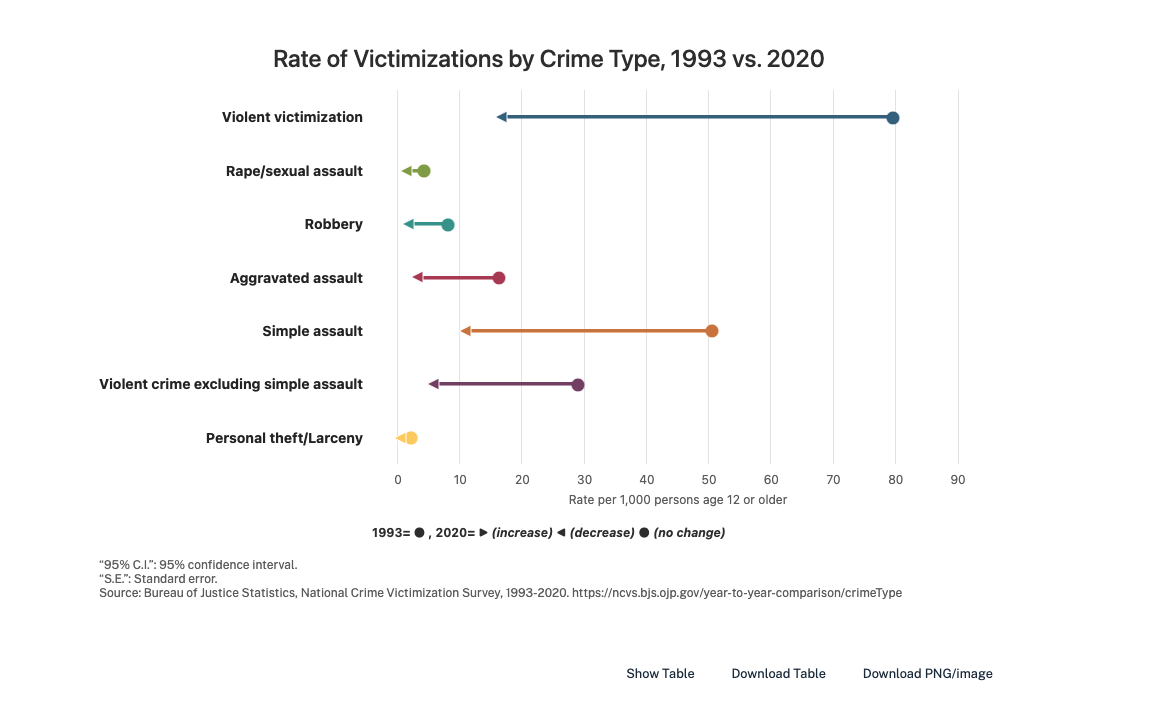 Rate of Victimizations by Crime Type, 1993 vs. 2020
Violent victimization
Rape/sexual assault
Robbery
Aggravated assault
Simple assault
Violent crime excluding simple assault
Personal theft/Larceny
0 10 20 30 40 50 60 70 80 90
Rate per 1,000 persons age 12 or older
1993= ● , 2020= ► (increase) ◄ (decrease) ● (no change)
“95% C.I.”: 95% confidence interval.
“S.E.”: Standard error.
Source: Bureau of Justice Statistics, National Crime Victimization Survey, 1993-2020. https://ncvs.bjs.ojp.gov/year-to-year-comparison/crimeType
Show Table Download Table Download PNG/image